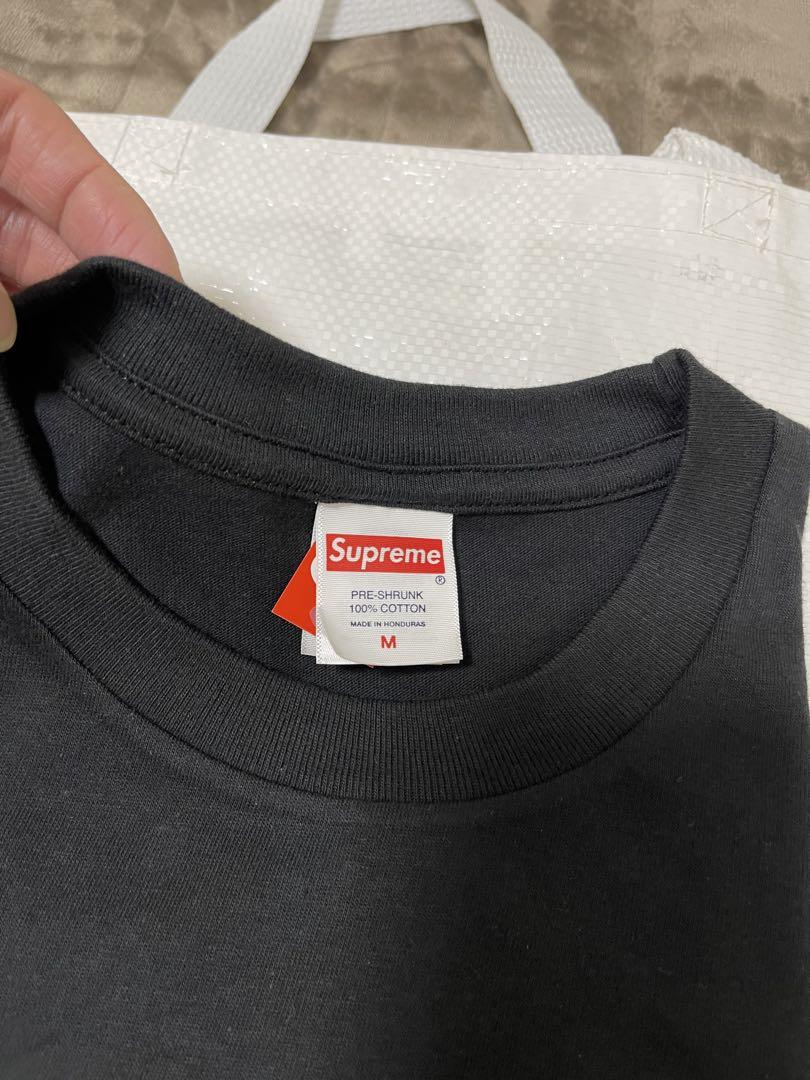 Supreme
®
PRE-SHRUNK
100% COTTON
MADE IN HONDURAS
M